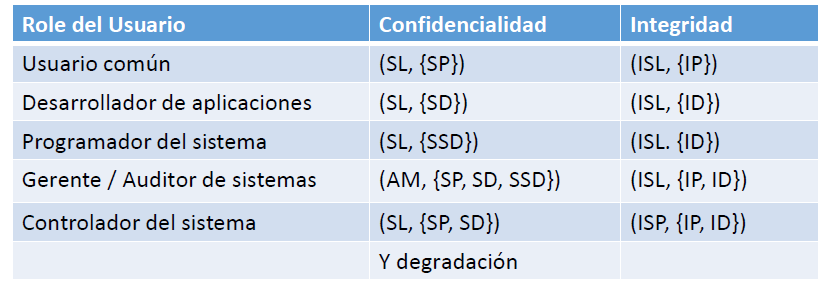 Role del Usuario Confidencialidad Integridad
Usuario común (SL, {SP}) (ISL, {IP})
Desarrollador de aplicaciones (SL, {SD}) (ISL, {ID})
Programador del sistema (SL, {SSD}) (ISL. {ID})
Gerente / Auditor de sistemas (AM, {SP, SD, SSD}) (ISL, {IP, ID})
Controlador del sistema (SL, {SP, SD}) (ISP, {IP, ID})
Y degradación